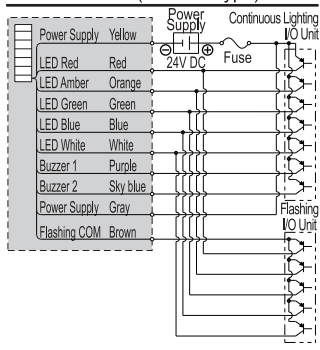 Power Supply
Continuous Lighting I/O Unit
Power Supply Yellow
⊖ ⊕
24V DC
Fuse
LED Red Red
LED Amber Orange
LED Green Green
LED Blue Blue
LED White White
Buzzer 1 Purple
Buzzer 2 Sky blue
Power Supply Gray
Flashing I/O Unit
Flashing COM Brown